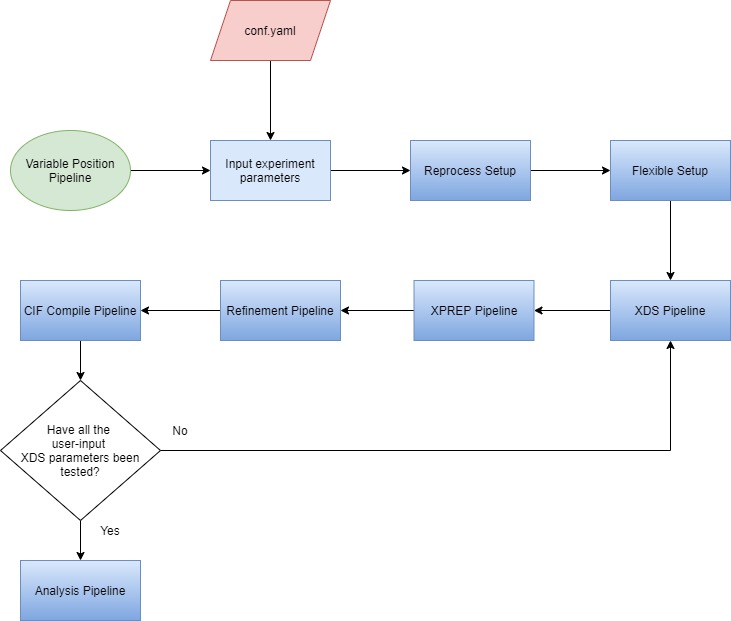 conf.yaml
Variable Position
Pipeline
Input experiment
parameters
Reprocess Setup
Flexible Setup
CIF Compile Pipeline
Refinement Pipeline
XPREP Pipeline
XDS Pipeline
Have all the
user-input
XDS parameters been
tested?
No
Yes
Analysis Pipeline